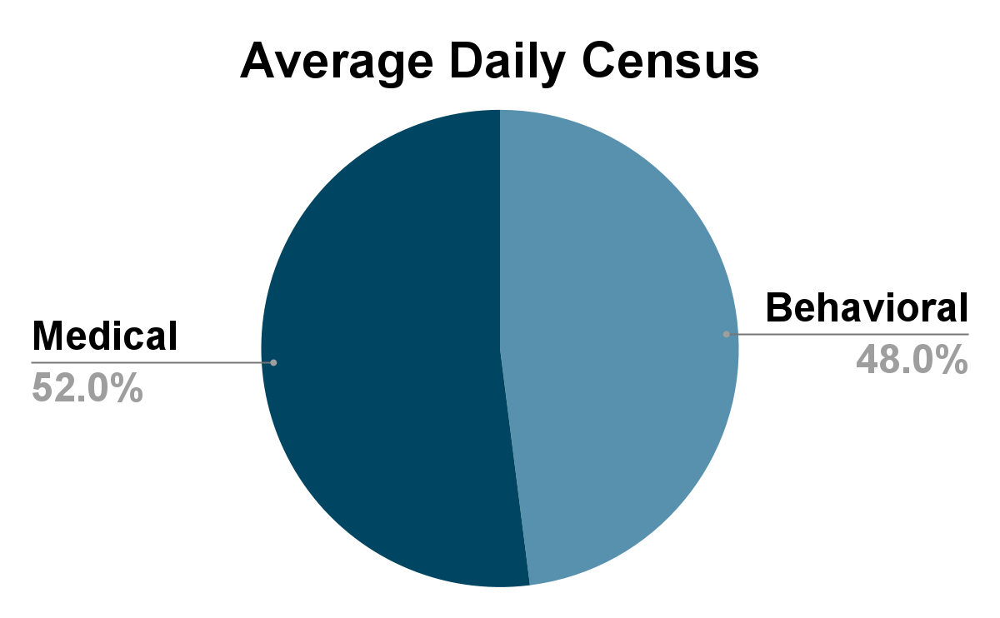 Average Daily Census
Behavioral
48.0%
Medical
52.0%